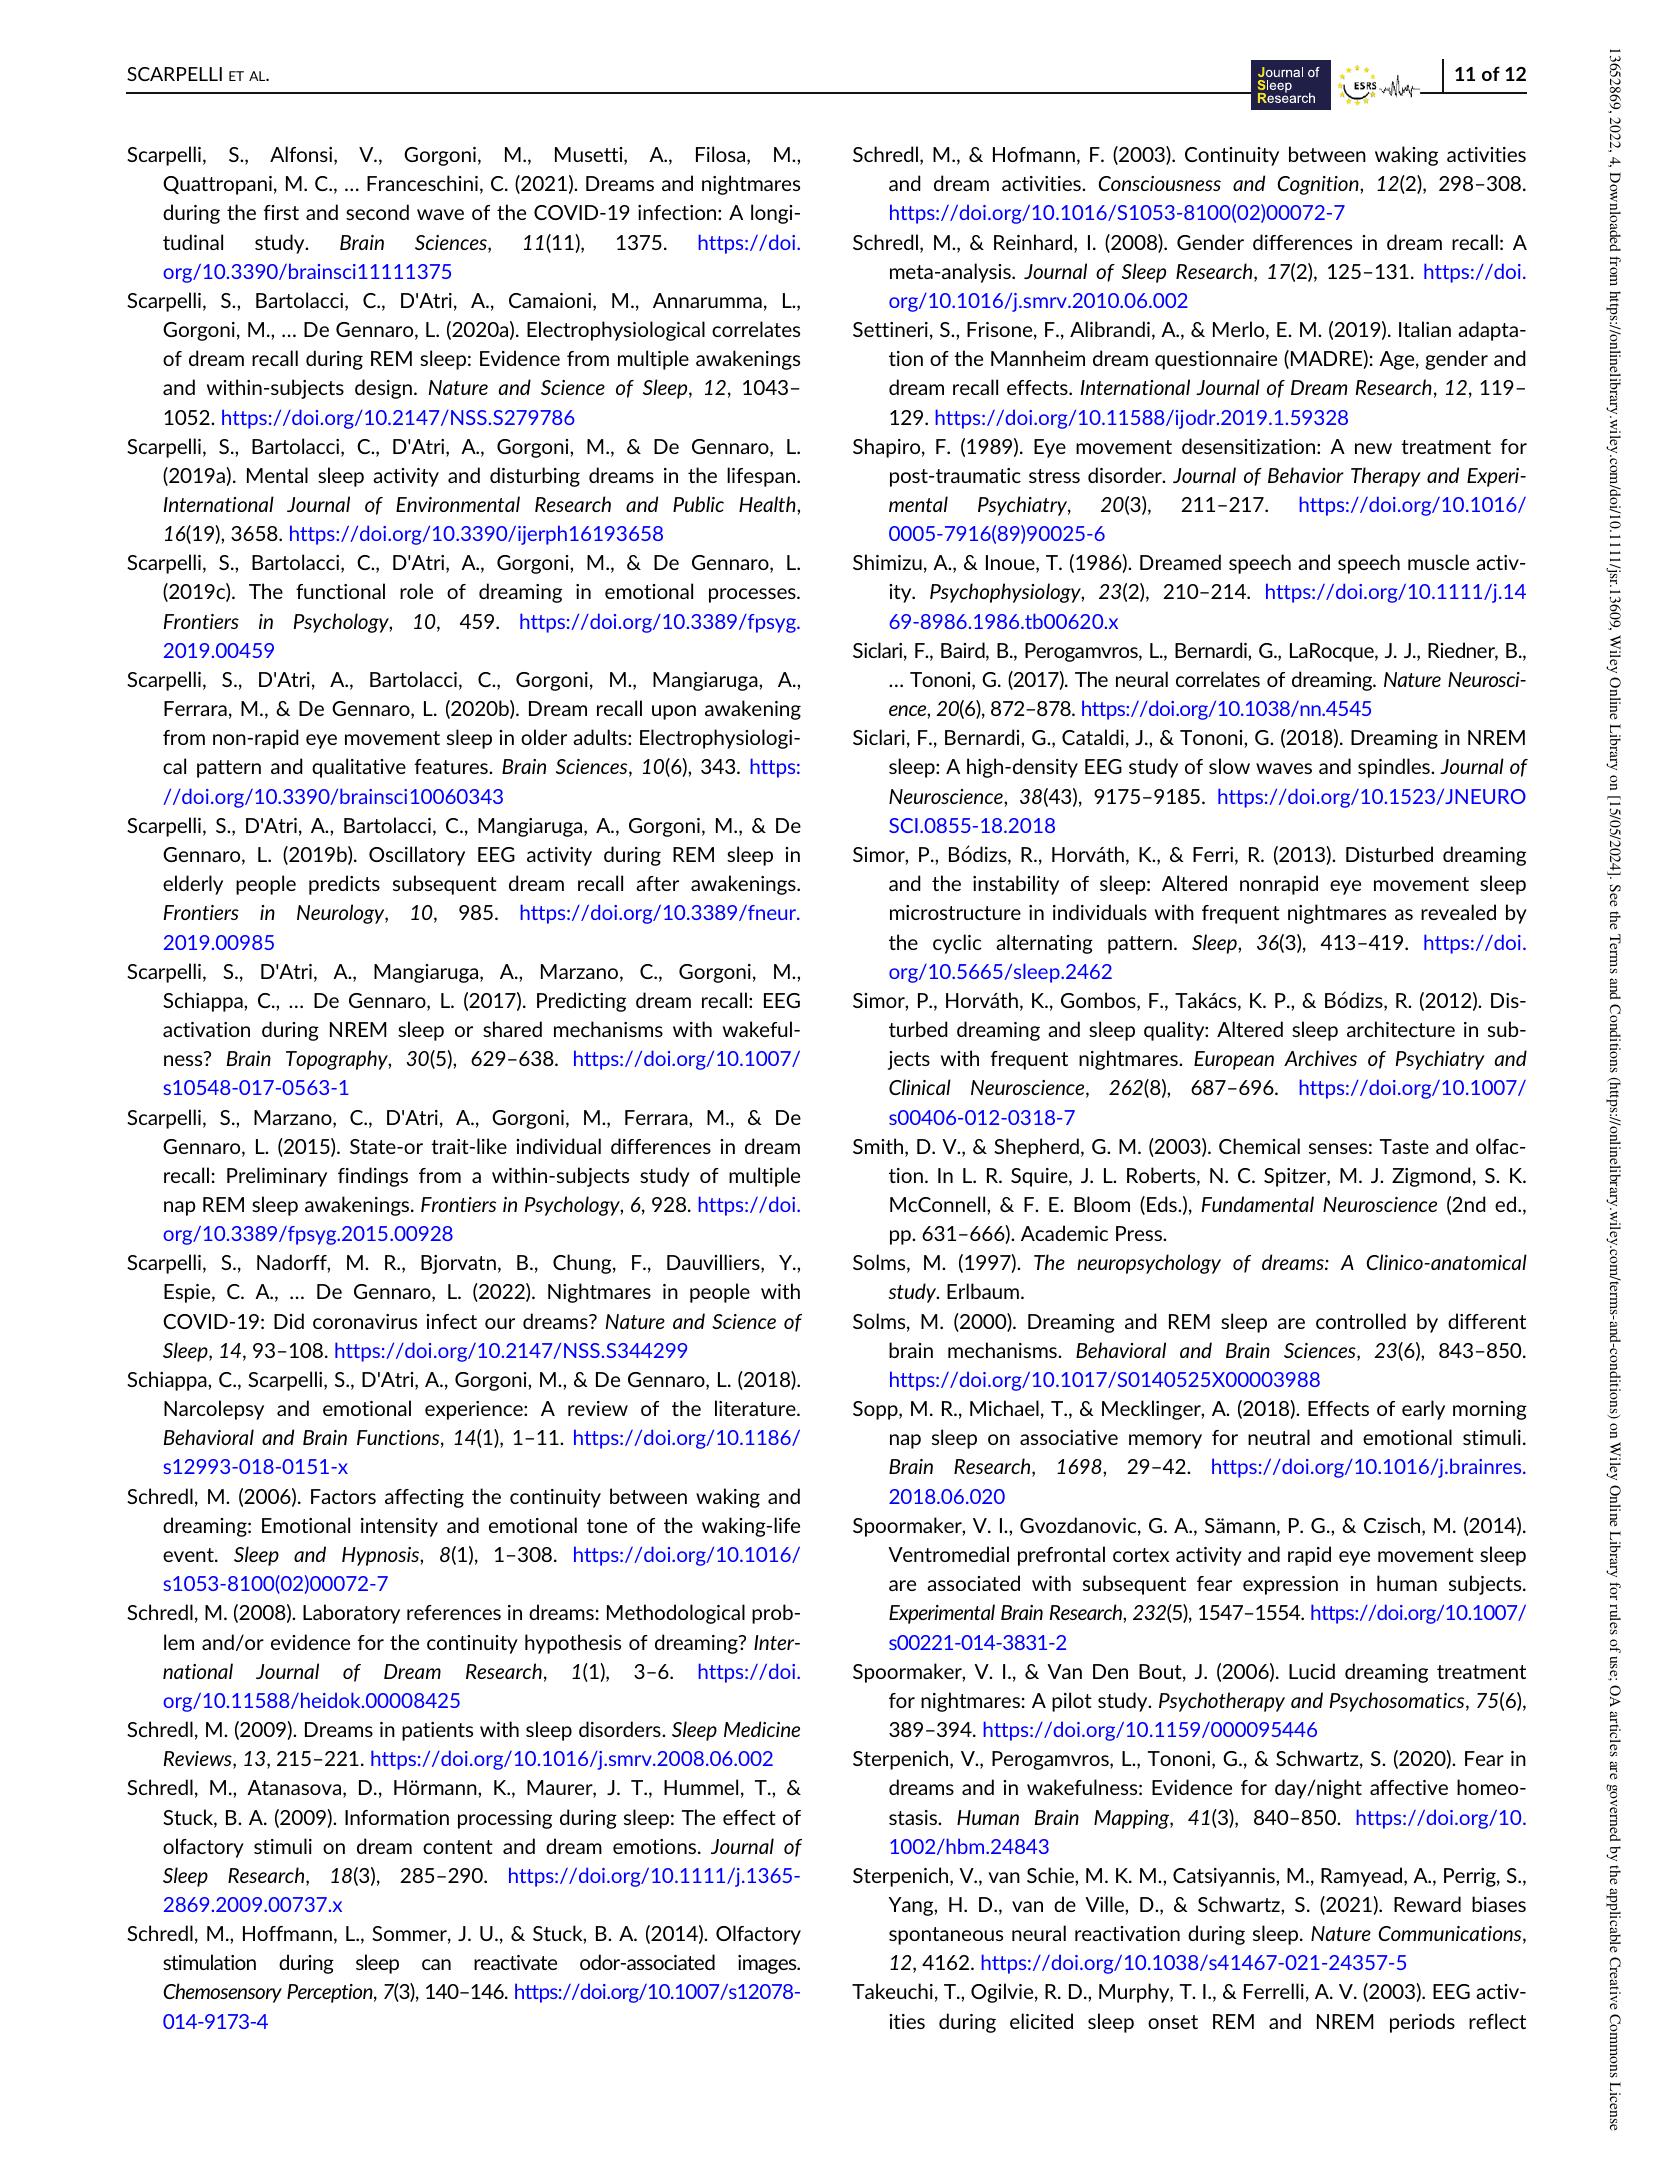 SCARPELLI ET AL.
Journal of
Sleep
Research
ESRS
11 of 12
Scarpelli, S., Alfonsi, V., Gorgoni, M., Musetti, A., Filosa, M.,
Quattropani, M. C., … Franceschini, C. (2021). Dreams and nightmares
during the first and second wave of the COVID-19 infection: A longi-
tudinal study. Brain Sciences, 11(11), 1375. https://doi.
org/10.3390/brainsci11111375
Scarpelli, S., Bartolacci, C., D'Atri, A., Camaioni, M., Annarumma, L.,
Gorgoni, M., … De Gennaro, L. (2020a). Electrophysiological correlates
of dream recall during REM sleep: Evidence from multiple awakenings
and within-subjects design. Nature and Science of Sleep, 12, 1043–
1052. https://doi.org/10.2147/NSS.S279786
Scarpelli, S., Bartolacci, C., D'Atri, A., Gorgoni, M., & De Gennaro, L.
(2019a). Mental sleep activity and disturbing dreams in the lifespan.
International Journal of Environmental Research and Public Health,
16(19), 3658. https://doi.org/10.3390/ijerph16193658
Scarpelli, S., Bartolacci, C., D'Atri, A., Gorgoni, M., & De Gennaro, L.
(2019c). The functional role of dreaming in emotional processes.
Frontiers in Psychology, 10, 459. https://doi.org/10.3389/fpsyg.
2019.00459
Scarpelli, S., D'Atri, A., Bartolacci, C., Gorgoni, M., Mangiaruga, A.,
Ferrara, M., & De Gennaro, L. (2020b). Dream recall upon awakening
from non-rapid eye movement sleep in older adults: Electrophysiologi-
cal pattern and qualitative features. Brain Sciences, 10(6), 343. https:
//doi.org/10.3390/brainsci10060343
Scarpelli, S., D'Atri, A., Bartolacci, C., Mangiaruga, A., Gorgoni, M., & De
Gennaro, L. (2019b). Oscillatory EEG activity during REM sleep in
elderly people predicts subsequent dream recall after awakenings.
Frontiers in Neurology, 10, 985. https://doi.org/10.3389/fneur.
2019.00985
Scarpelli, S., D'Atri, A., Mangiaruga, A., Marzano, C., Gorgoni, M.,
Schiappa, C., … De Gennaro, L. (2017). Predicting dream recall: EEG
activation during NREM sleep or shared mechanisms with wakeful-
ness? Brain Topography, 30(5), 629–638. https://doi.org/10.1007/
s10548-017-0563-1
Scarpelli, S., Marzano, C., D'Atri, A., Gorgoni, M., Ferrara, M., & De
Gennaro, L. (2015). State-or trait-like individual differences in dream
recall: Preliminary findings from a within-subjects study of multiple
nap REM sleep awakenings. Frontiers in Psychology, 6, 928. https://doi.
org/10.3389/fpsyg.2015.00928
Scarpelli, S., Nadorff, M. R., Bjorvatn, B., Chung, F., Dauvilliers, Y.,
Espie, C. A., … De Gennaro, L. (2022). Nightmares in people with
COVID-19: Did coronavirus infect our dreams? Nature and Science of
Sleep, 14, 93–108. https://doi.org/10.2147/NSS.S344299
Schiappa, C., Scarpelli, S., D'Atri, A., Gorgoni, M., & De Gennaro, L. (2018).
Narcolepsy and emotional experience: A review of the literature.
Behavioral and Brain Functions, 14(1), 1–11. https://doi.org/10.1186/
s12993-018-0151-x
Schredl, M. (2006). Factors affecting the continuity between waking and
dreaming: Emotional intensity and emotional tone of the waking-life
event. Sleep and Hypnosis, 8(1), 1–308. https://doi.org/10.1016/
s1053-8100(02)00072-7
Schredl, M. (2008). Laboratory references in dreams: Methodological prob-
lem and/or evidence for the continuity hypothesis of dreaming? Inter-
national Journal of Dream Research, 1(1), 3–6. https://doi.
org/10.11588/heidok.00008425
Schredl, M. (2009). Dreams in patients with sleep disorders. Sleep Medicine
Reviews, 13, 215–221. https://doi.org/10.1016/j.smrv.2008.06.002
Schredl, M., Atanasova, D., Hörmann, K., Maurer, J. T., Hummel, T., &
Stuck, B. A. (2009). Information processing during sleep: The effect of
olfactory stimuli on dream content and dream emotions. Journal of
Sleep Research, 18(3), 285–290. https://doi.org/10.1111/j.1365-
2869.2009.00737.x
Schredl, M., Hoffmann, L., Sommer, J. U., & Stuck, B. A. (2014). Olfactory
stimulation during sleep can reactivate odor-associated images.
Chemosensory Perception, 7(3), 140–146. https://doi.org/10.1007/s12078-
014-9173-4
Schredl, M., & Hofmann, F. (2003). Continuity between waking activities
and dream activities. Consciousness and Cognition, 12(2), 298–308.
https://doi.org/10.1016/S1053-8100(02)00072-7
Schredl, M., & Reinhard, I. (2008). Gender differences in dream recall: A
meta-analysis. Journal of Sleep Research, 17(2), 125–131. https://doi.
org/10.1016/j.smrv.2010.06.002
Settineri, S., Frisone, F., Alibrandi, A., & Merlo, E. M. (2019). Italian adapta-
tion of the Mannheim dream questionnaire (MADRE): Age, gender and
dream recall effects. International Journal of Dream Research, 12, 119–
129. https://doi.org/10.11588/ijodr.2019.1.59328
Shapiro, F. (1989). Eye movement desensitization: A new treatment for
post-traumatic stress disorder. Journal of Behavior Therapy and Experi-
mental Psychiatry, 20(3), 211–217. https://doi.org/10.1016/
0005-7916(89)90025-6
Shimizu, A., & Inoue, T. (1986). Dreamed speech and speech muscle activ-
ity. Psychophysiology, 23(2), 210–214. https://doi.org/10.1111/j.14
69-8986.1986.tb00620.x
Siclari, F., Baird, B., Perogamvros, L., Bernardi, G., LaRocque, J. J., Riedner, B.,
… Tononi, G. (2017). The neural correlates of dreaming. Nature Neurosci-
ence, 20(6), 872–878. https://doi.org/10.1038/nn.4545
Siclari, F., Bernardi, G., Cataldi, J., & Tononi, G. (2018). Dreaming in NREM
sleep: A high-density EEG study of slow waves and spindles. Journal of
Neuroscience, 38(43), 9175–9185. https://doi.org/10.1523/JNEURO
SCI.0855-18.2018
Simor, P., Bódizs, R., Horváth, K., & Ferri, R. (2013). Disturbed dreaming
and the instability of sleep: Altered nonrapid eye movement sleep
microstructure in individuals with frequent nightmares as revealed by
the cyclic alternating pattern. Sleep, 36(3), 413–419. https://doi.
org/10.5665/sleep.2462
Simor, P., Horváth, K., Gombos, F., Takács, K. P., & Bódizs, R. (2012). Dis-
turbed dreaming and sleep quality: Altered sleep architecture in sub-
jects with frequent nightmares. European Archives of Psychiatry and
Clinical Neuroscience, 262(8), 687–696. https://doi.org/10.1007/
s00406-012-0318-7
Smith, D. V., & Shepherd, G. M. (2003). Chemical senses: Taste and olfac-
tion. In L. R. Squire, J. L. Roberts, N. C. Spitzer, M. J. Zigmond, S. K.
McConnell, & F. E. Bloom (Eds.), Fundamental Neuroscience (2nd ed.,
pp. 631–666). Academic Press.
Solms, M. (1997). The neuropsychology of dreams: A Clinico-anatomical
study. Erlbaum.
Solms, M. (2000). Dreaming and REM sleep are controlled by different
brain mechanisms. Behavioral and Brain Sciences, 23(6), 843–850.
https://doi.org/10.1017/S0140525X00003988
Sopp, M. R., Michael, T., & Mecklinger, A. (2018). Effects of early morning
nap sleep on associative memory for neutral and emotional stimuli.
Brain Research, 1698, 29–42. https://doi.org/10.1016/j.brainres.
2018.06.020
Spoormaker, V. I., Gvozdanovic, G. A., Sämann, P. G., & Czisch, M. (2014).
Ventromedial prefrontal cortex activity and rapid eye movement sleep
are associated with subsequent fear expression in human subjects.
Experimental Brain Research, 232(5), 1547–1554. https://doi.org/10.1007/
s00221-014-3831-2
Spoormaker, V. I., & Van Den Bout, J. (2006). Lucid dreaming treatment
for nightmares: A pilot study. Psychotherapy and Psychosomatics, 75(6),
389–394. https://doi.org/10.1159/000095446
Sterpenich, V., Perogamvros, L., Tononi, G., & Schwartz, S. (2020). Fear in
dreams and in wakefulness: Evidence for day/night affective homeo-
stasis. Human Brain Mapping, 41(3), 840–850. https://doi.org/10.
1002/hbm.24843
Sterpenich, V., van Schie, M. K. M., Catsiyannis, M., Ramyead, A., Perrig, S.,
Yang, H. D., van de Ville, D., & Schwartz, S. (2021). Reward biases
spontaneous neural reactivation during sleep. Nature Communications,
12, 4162. https://doi.org/10.1038/s41467-021-24357-5
Takeuchi, T., Ogilvie, R. D., Murphy, T. I., & Ferrelli, A. V. (2003). EEG activ-
ities during elicited sleep onset REM and NREM periods reflect
13652869, 2022, 4, Downloaded from https://onlinelibrary.wiley.com/doi/10.1111/jsr.13609, Wiley Online Library on [15/05/2024]. See the Terms and Conditions (https://onlinelibrary.wiley.com/terms-and-conditions) on Wiley Online Library for rules of use; OA articles are governed by the applicable Creative Commons License